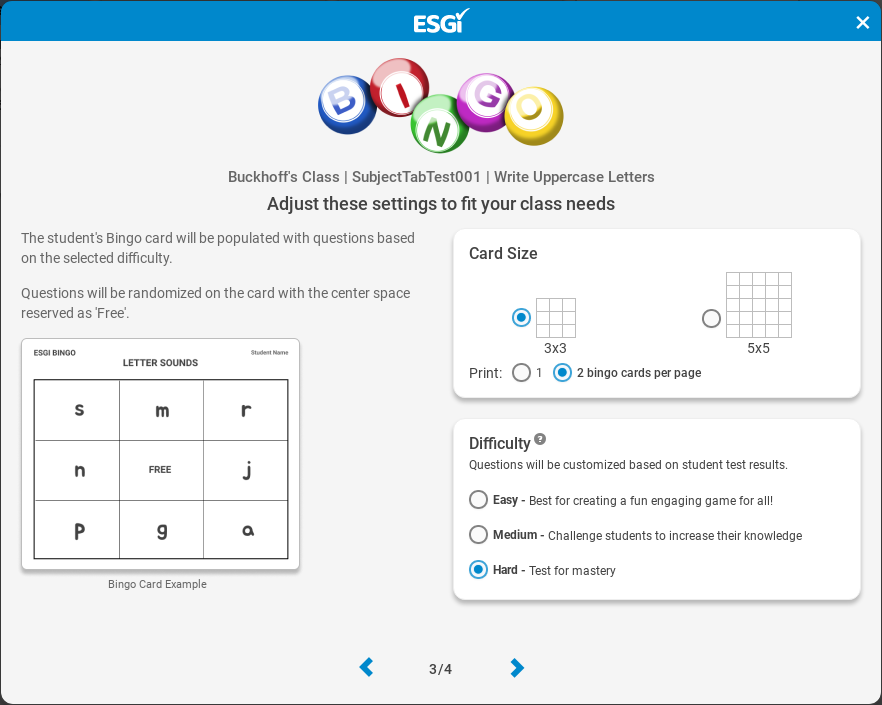 ESGI
B I N G O
Buckhoff's Class | SubjectTabTest001 | Write Uppercase Letters
Adjust these settings to fit your class needs
The student's Bingo card will be populated with questions based
on the selected difficulty.
Questions will be randomized on the card with the center space
reserved as 'Free'.
ESGI BINGO
Student Name
LETTER SOUNDS
s m r
n FREE j
p g a
Bingo Card Example
Card Size
3x3
5x5
Print: 1 2 bingo cards per page
Difficulty ?
Questions will be customized based on student test results.
Easy - Best for creating a fun engaging game for all!
Medium - Challenge students to increase their knowledge
Hard - Test for mastery
3/4